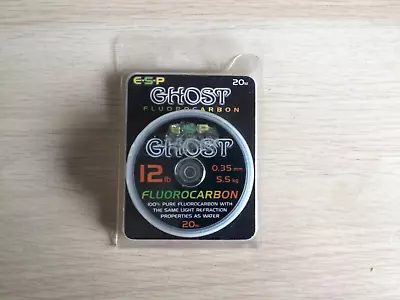 E-S-P
20M
GHOST
FLUOROCARBON
E-S-P
GHOST
12lb
0.35mm
5.5kg
FLUOROCARBON
100% PURE FLUOROCARBON WITH
THE SAME LIGHT REFRACTION
PROPERTIES AS WATER
20M